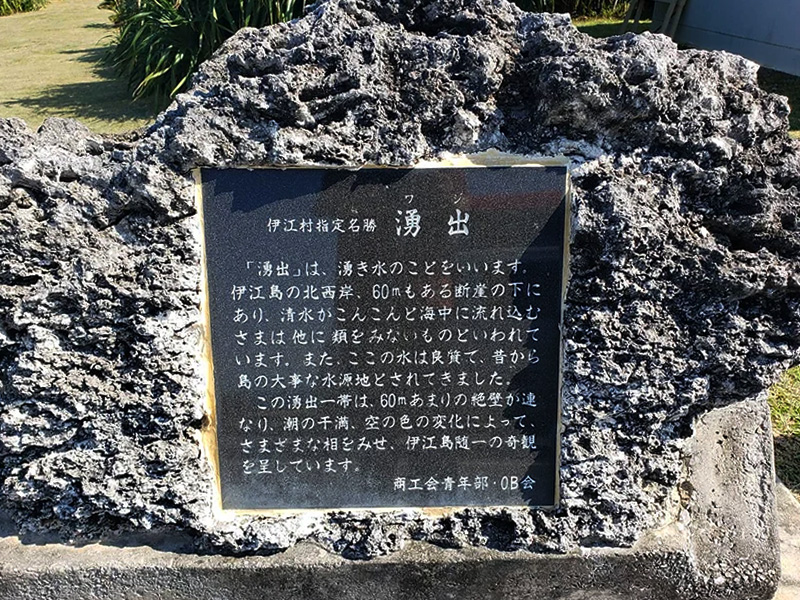 ワジ
伊江村指定名勝 湧出
「湧出」は、湧き水のことをいいます。
伊江島の北西岸、60mもある断崖の下に
あり、清水がこんこんと海中に流れ込む
さまは他に類をみないものといわれて
います。また、ここの水は良質で、昔から
島の大事な水源地とされてきました。
この湧出一帯は、60mあまりの絶壁が連
なり、潮の干満、空の色の変化によって、
さまざまな相をみせ、伊江島随一の奇観
を呈しています。
商工会青年部・OB会